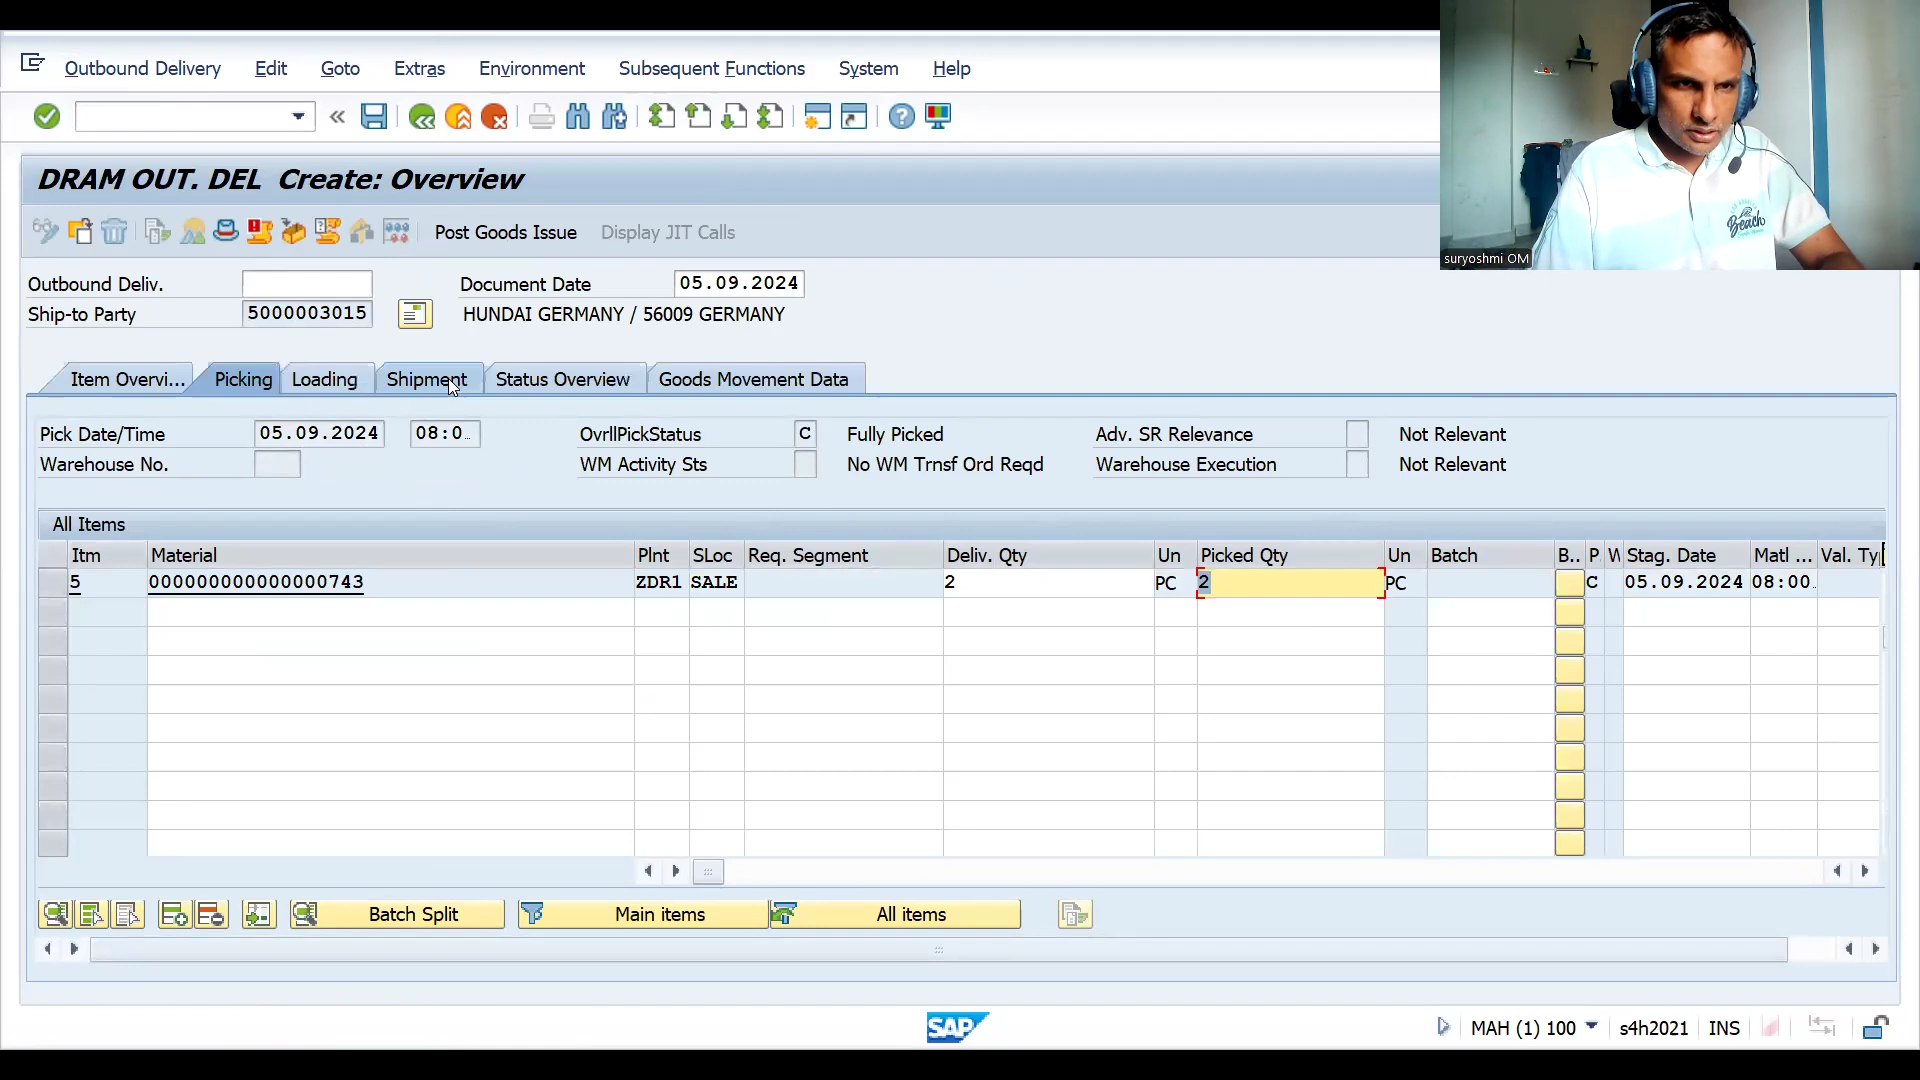 Outbound Delivery Edit Goto Extras Environment Subsequent Functions System Help
DRAM OUT. DEL Create: Overview
Post Goods Issue Display JIT Calls
Outbound Deliv. Document Date 05.09.2024
Ship-to Party 5000003015 HUNDAI GERMANY / 56009 GERMANY
Item Overvi... Picking Loading Shipment Status Overview Goods Movement Data
Pick Date/Time 05.09.2024 08:0.. OvrllPickStatus C Fully Picked Adv. SR Relevance Not Relevant
Warehouse No. WM Activity Sts No WM Trnsf Ord Reqd Warehouse Execution Not Relevant
All Items
Itm Material Plnt SLoc Req. Segment Deliv. Qty Un Picked Qty Un Batch B.. P. W Stag. Date Matl ... Val. Ty
5 000000000000000743 ZDR1 SALE 2 PC 2 PC C 05.09.2024 08:00..
Batch Split Main items All items
SAP MAH (1) 100 s4h2021 INS
Beach
suryoshmi OM